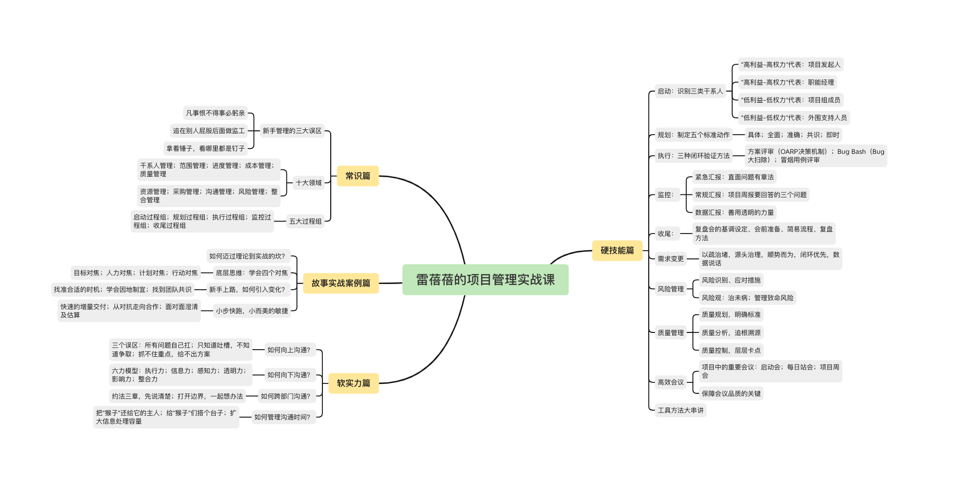 雷蓓蓓的项目管理实战课
常识篇
新手管理的三大误区
凡事恨不得事必躬亲
追在别人屁股后面做监工
拿着锤子，看哪里都是钉子
十大领域
干系人管理；范围管理；进度管理；成本管理；
质量管理
资源管理；采购管理；沟通管理；风险管理；整
合管理
五大过程组
启动过程组；规划过程组；执行过程组；监控过
程组；收尾过程组
故事实战案例篇
如何迈过理论到实战的坎？
底层思维：学会四个对焦
目标对焦；人力对焦；计划对焦；行动对焦
新手上路，如何引入变化？
找准合适的时机；学会因地制宜；找到团队共识
小步快跑，小而美的敏捷
快速的增量交付；从对抗走向合作；面对面澄清
及估算
软实力篇
如何向上沟通？
三个误区：所有问题自己扛；只知道吐槽，不知
道争取；抓不住重点，给不出方案
如何向下沟通？
六力模型：执行力；信息力；感知力；透明力；
影响力；整合力
如何跨部门沟通？
约法三章，先说清楚；打开边界，一起想办法
如何管理沟通时间？
把“猴子”还给它的主人；给“猴子”们搭个台子；扩
大信息处理容量
硬技能篇
启动：识别三类干系人
“高利益-高权力”代表：项目发起人
“高利益-高权力”代表：职能经理
“低利益-低权力”代表：项目组成员
“低利益-低权力”代表：外围支持人员
规划：制定五个标准动作
具体；全面；准确；共识；即时
执行：三种闭环验证方法
方案评审（OARP决策机制）；Bug Bash（Bug
大扫除）；冒烟用例评审
监控：
紧急汇报：直面问题有章法
常规汇报：项目周报要回答的三个问题
数据汇报：善用透明的力量
收尾：
复盘会的基调设定，会前准备，简易流程，复盘
方法
需求变更
以疏治堵，源头治理，顺势而为，闭环优先，数
据说话
风险管理
风险识别，应对措施
风险观：治未病；管理致命风险
质量管理
质量规划，明确标准
质量分析，追根溯源
质量控制，层层卡点
高效会议
项目中的重要会议：启动会；每日站会；项目周
会
保障会议品质的关键
工具方法大串讲